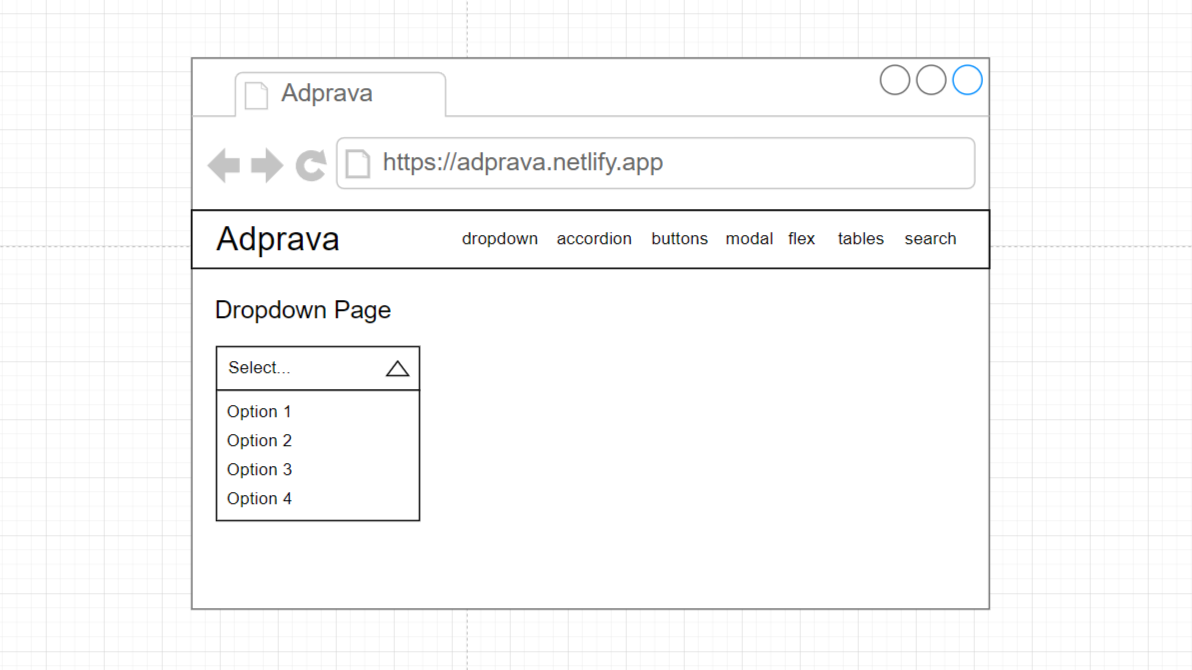 Adprava
https://adprava.netlify.app
Adprava dropdown accordion buttons modal flex tables search
Dropdown Page
Select...
Option 1
Option 2
Option 3
Option 4